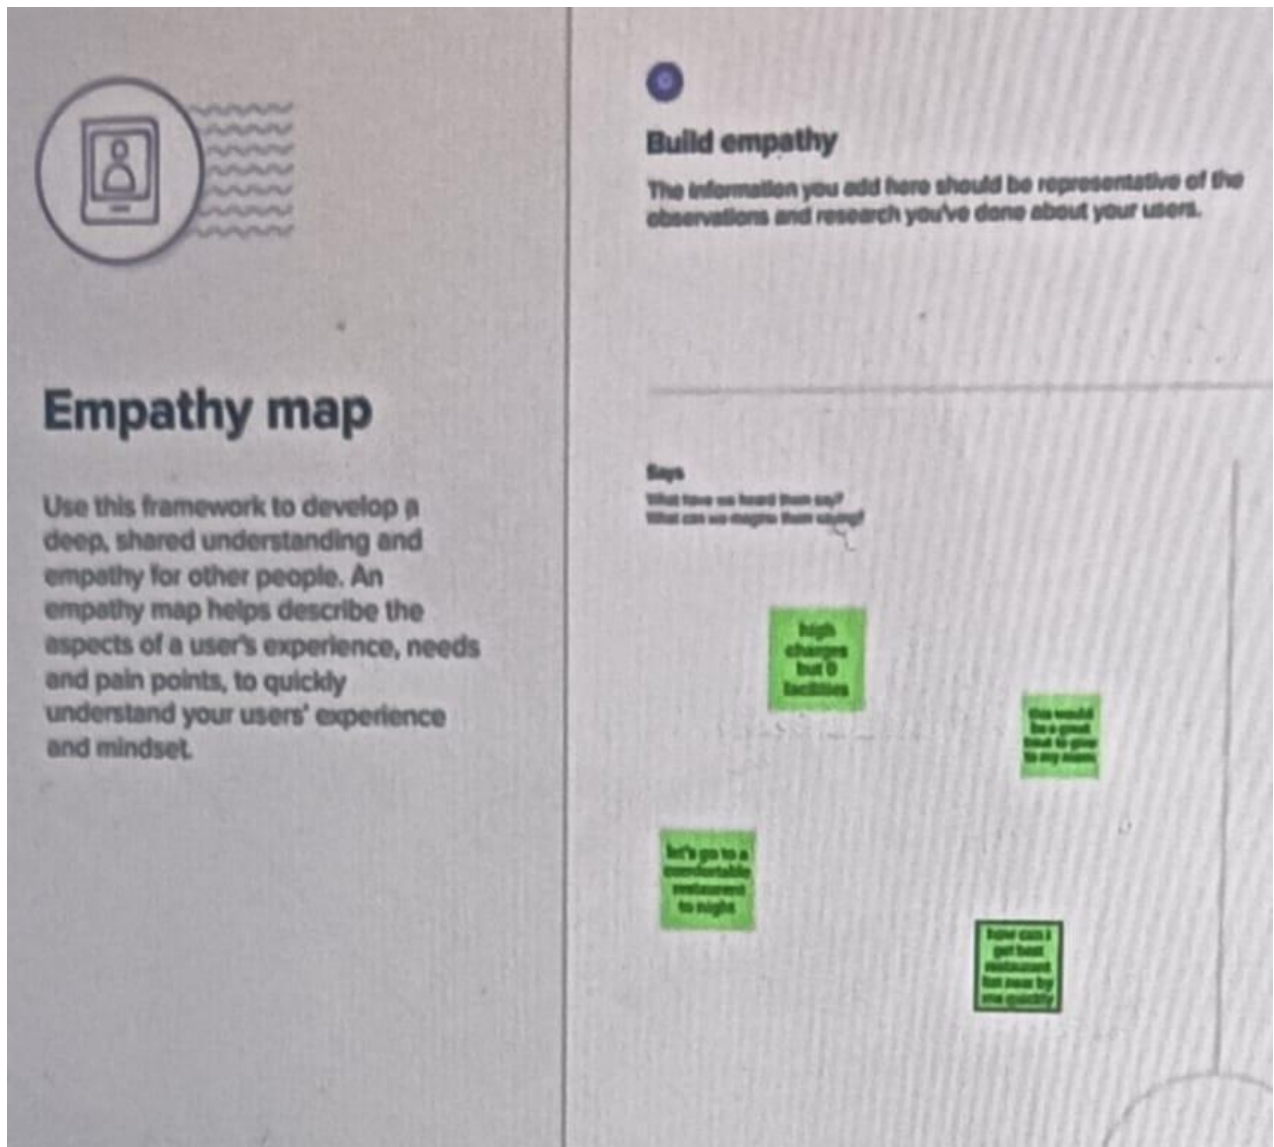 Empathy map
Use this framework to develop a
deep, shared understanding and
empathy for other people. An
empathy map helps describe the
aspects of a user's experience, needs
and pain points, to quickly
understand your users' experience
and mindset.
Build empathy
The information you add here should be representative of the
observations and research you've done about your users.
Says
What have we heard them say?
What can we imagine them saying?
high
charges
but 0
facilities
this would
be a great
treat to give
to my mom
let's go to a
comfortable
restaurant
to night
how can i
get best
restaurant
list near by
me quickly